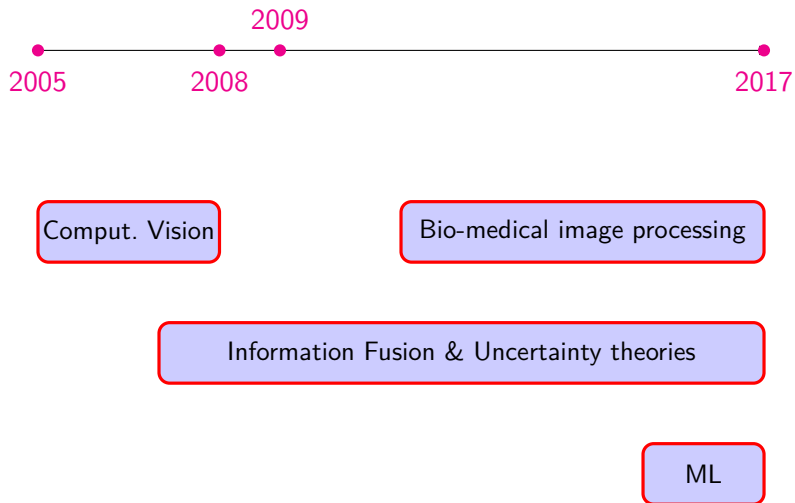 2009
2005
2008
2017
Comput. Vision
Bio-medical image processing
Information Fusion & Uncertainty theories
ML